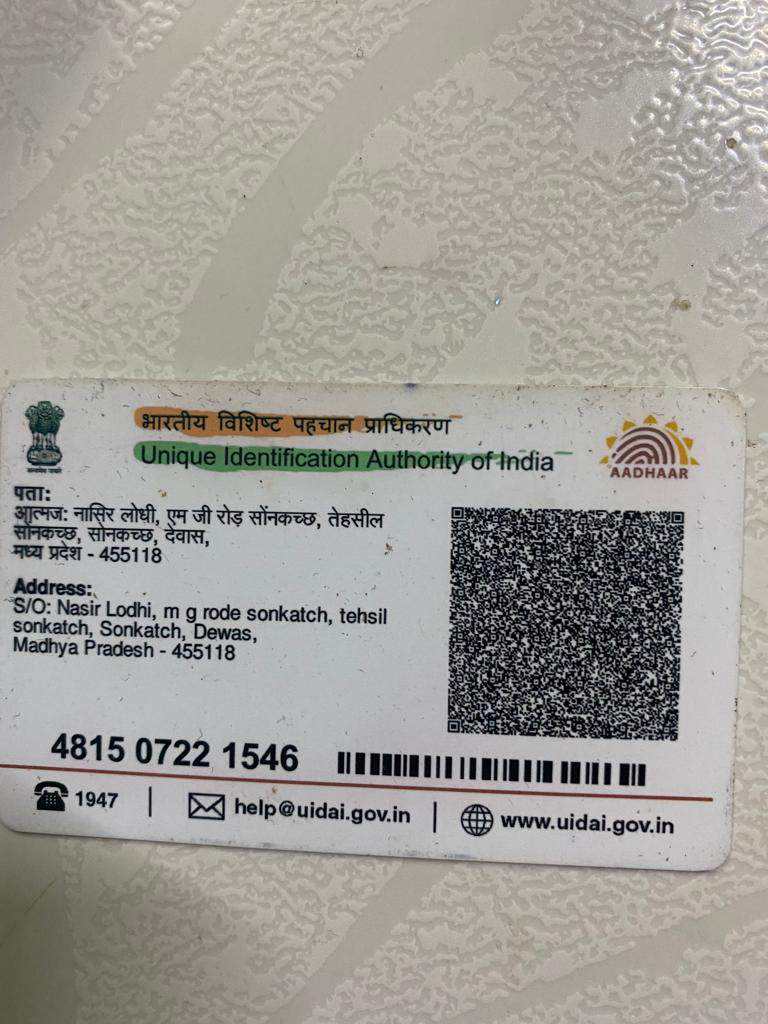 भारतीय विशिष्ट पहचान प्राधिकरण
Unique Identification Authority of India
AADHAAR
पता:
आत्मज: नासिर लोधी, एम जी रोड़ सोंनकच्छ, तेहसील
सोंनकच्छ, सोनकच्छ, देवास,
मध्य प्रदेश - 455118
Address:
S/O: Nasir Lodhi, m g rode sonkatch, tehsil
sonkatch, Sonkatch, Dewas,
Madhya Pradesh - 455118
4815 0722 1546
1947
help@uidai.gov.in
www.uidai.gov.in